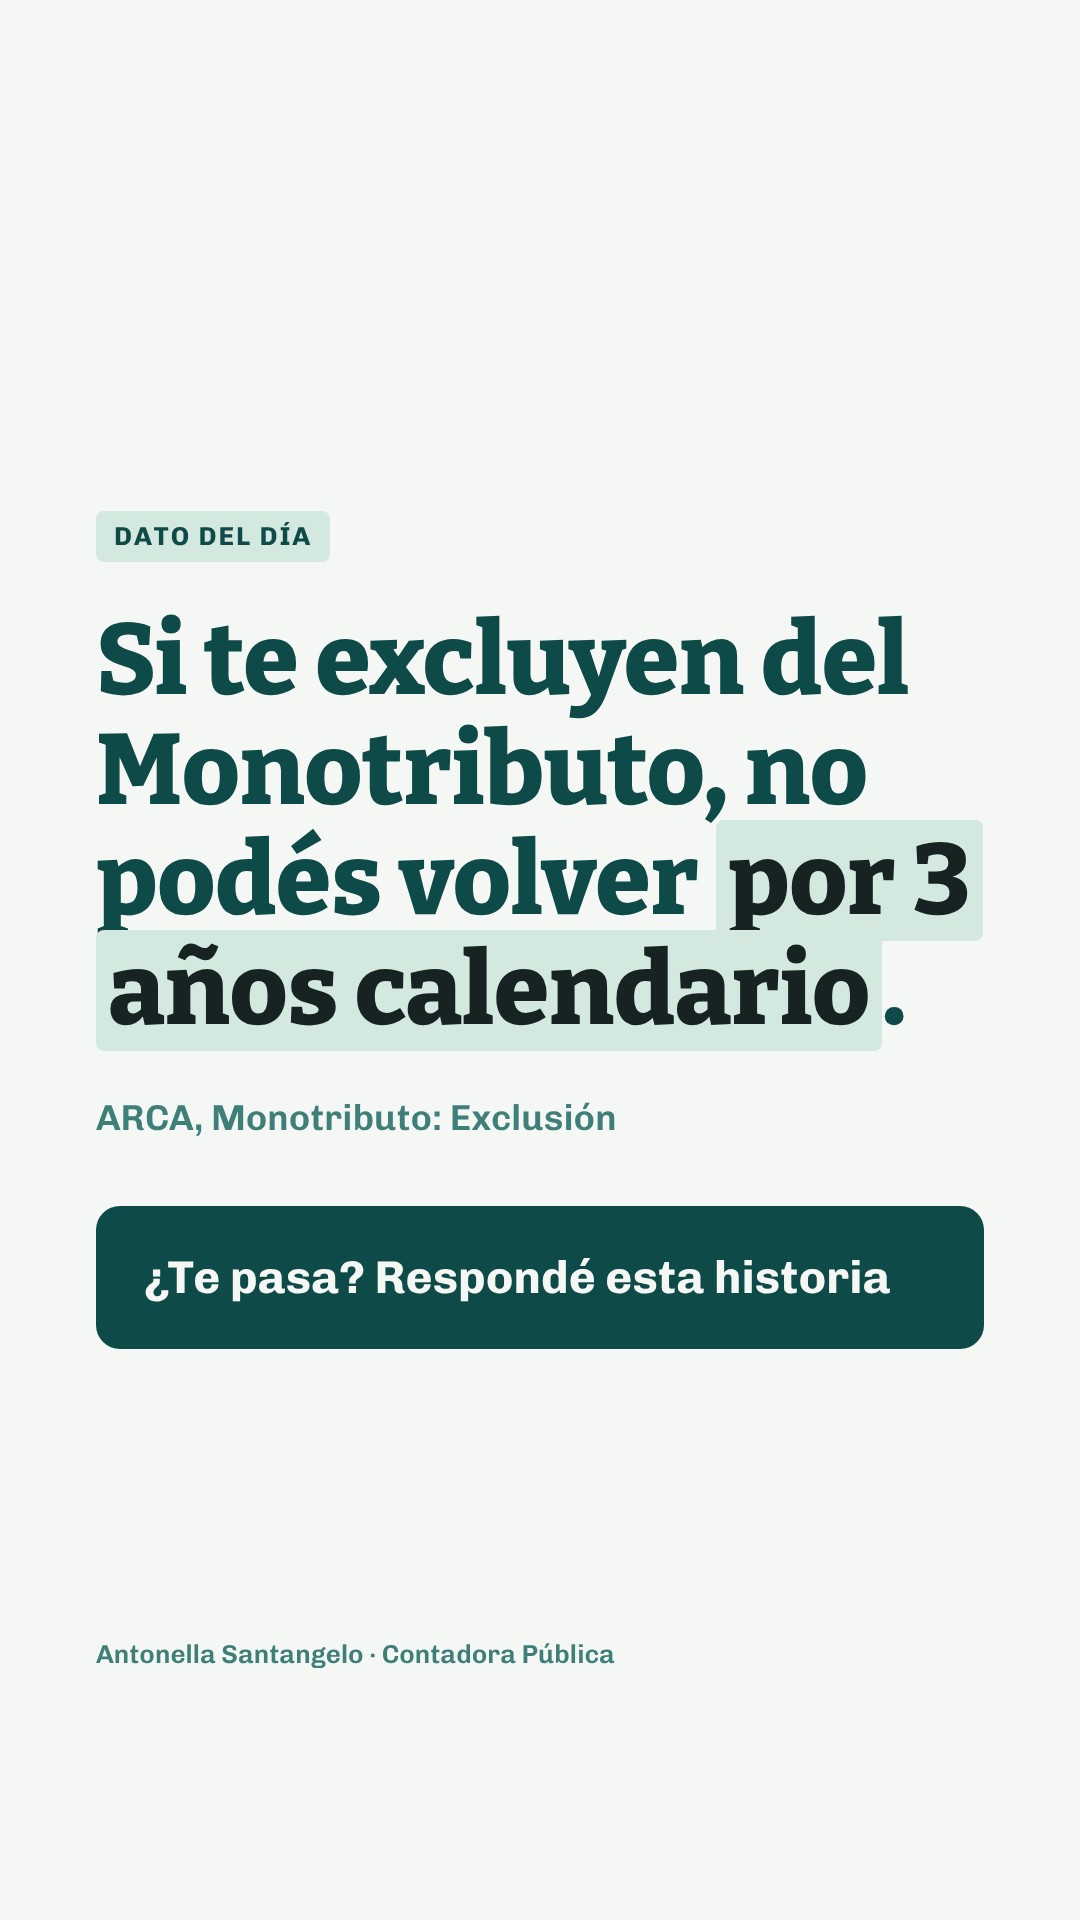 DATO DEL DÍA
Si te excluyen del
Monotributo, no
podés volver por 3
años calendario.
ARCA, Monotributo: Exclusión
¿Te pasa? Respondé esta historia
Antonella Santangelo · Contadora Pública